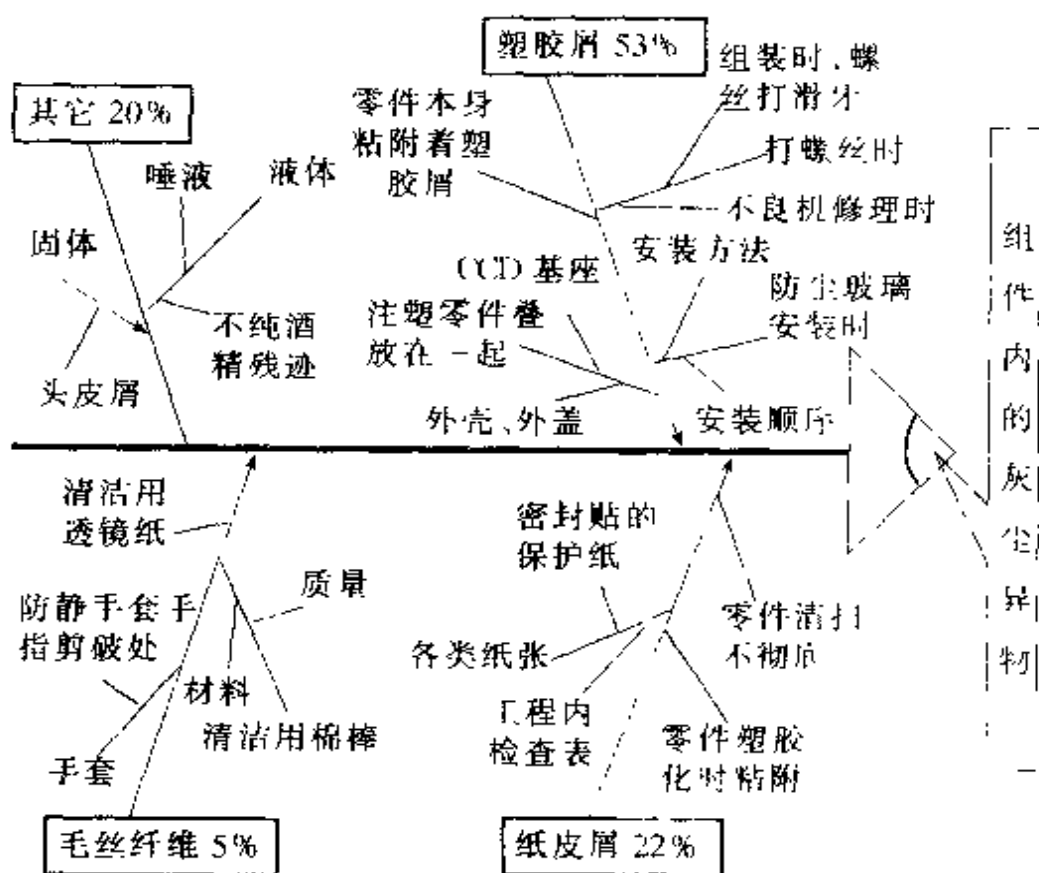 塑胶屑 53%
组装时、螺
丝打滑牙
其它 20%
零件本身
粘附着塑
胶屑
打螺丝时
唾液
液体
不良机修理时
固体
安装方法
CCD 基座
防尘玻璃
安装时
注塑零件叠
放在一起
不纯酒
精残迹
头皮屑
外壳、外盖
安装顺序
组
件
内
的
灰
尘
异
物
清洁用
透镜纸
密封贴的
保护纸
质量
防静手套手
指剪破处
零件清扫
不彻底
各类纸张
材料
清洁用棉棒
工程内
检查表
零件塑胶
化时粘附
手套
毛丝纤维 5%
纸皮屑 22%